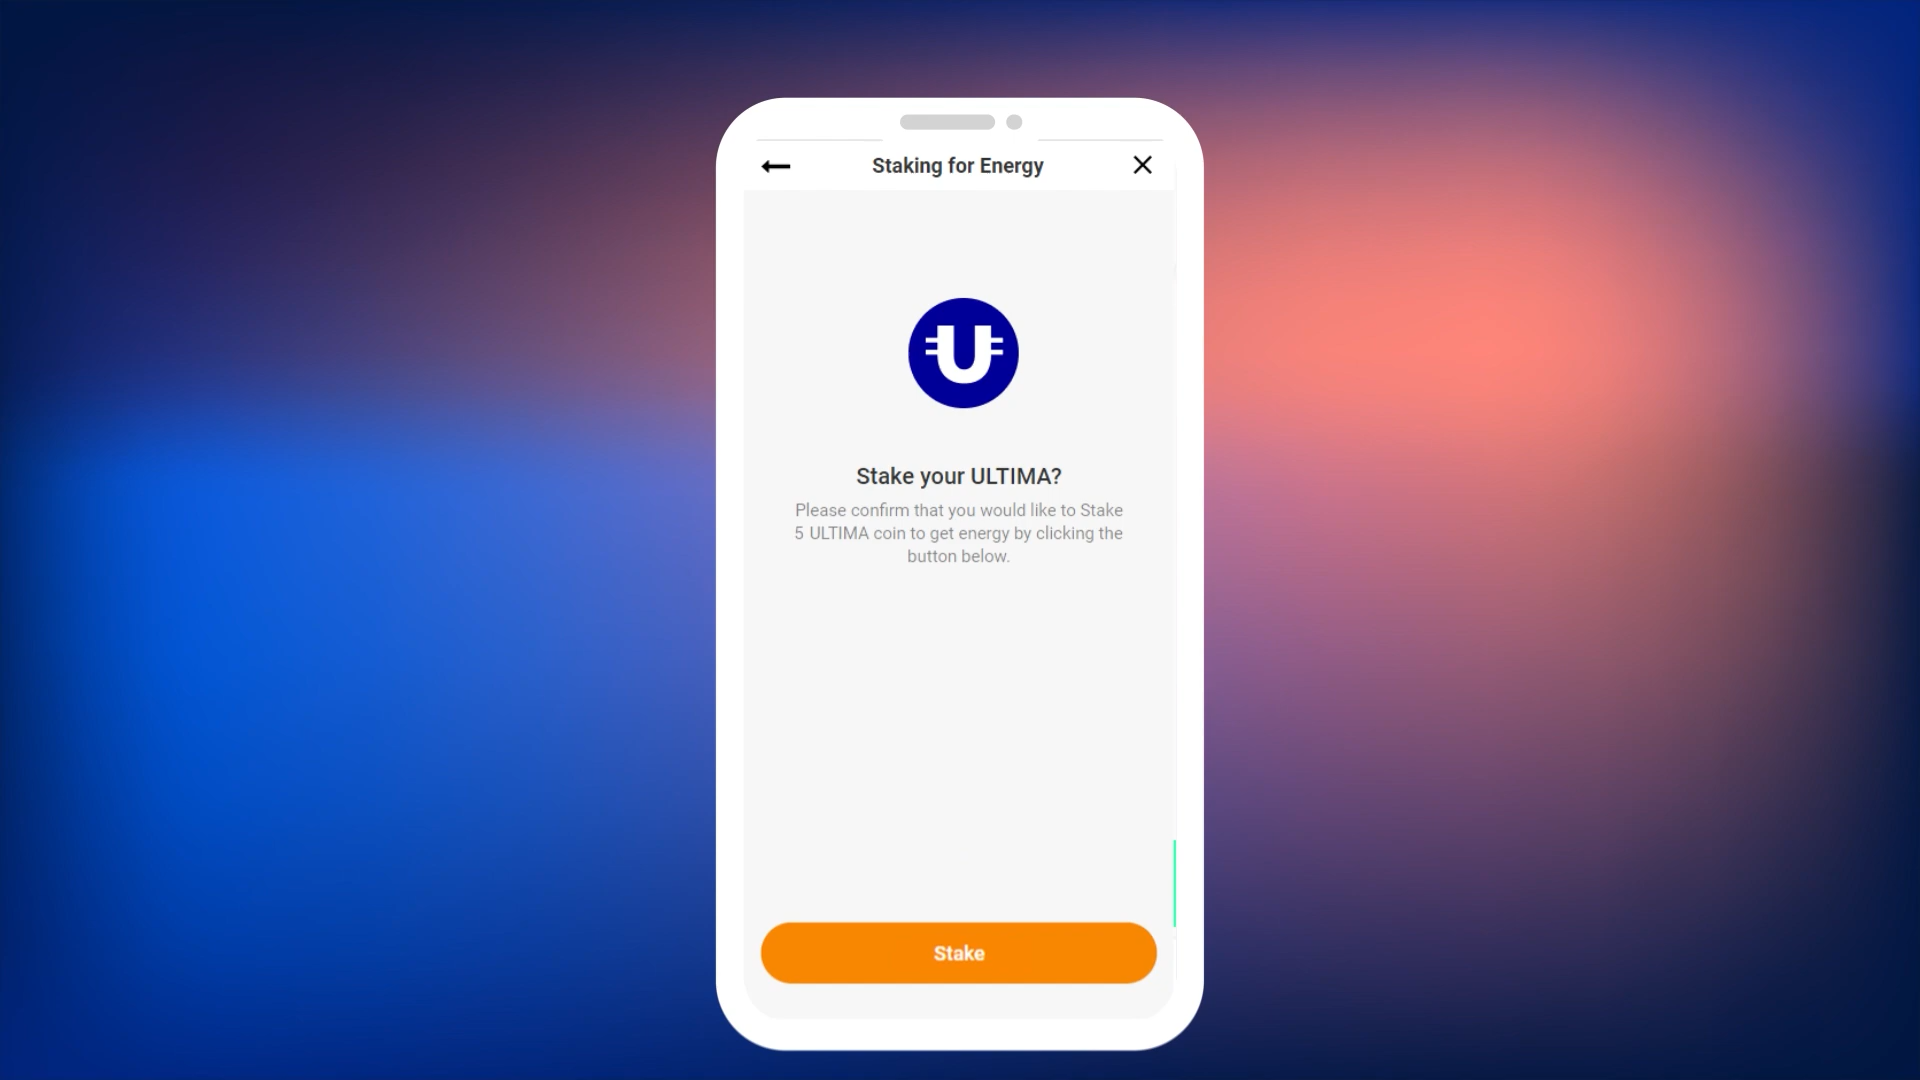 Staking for Energy
Stake your ULTIMA?
Please confirm that you would like to Stake
5 ULTIMA coin to get energy by clicking the
button below.
Stake